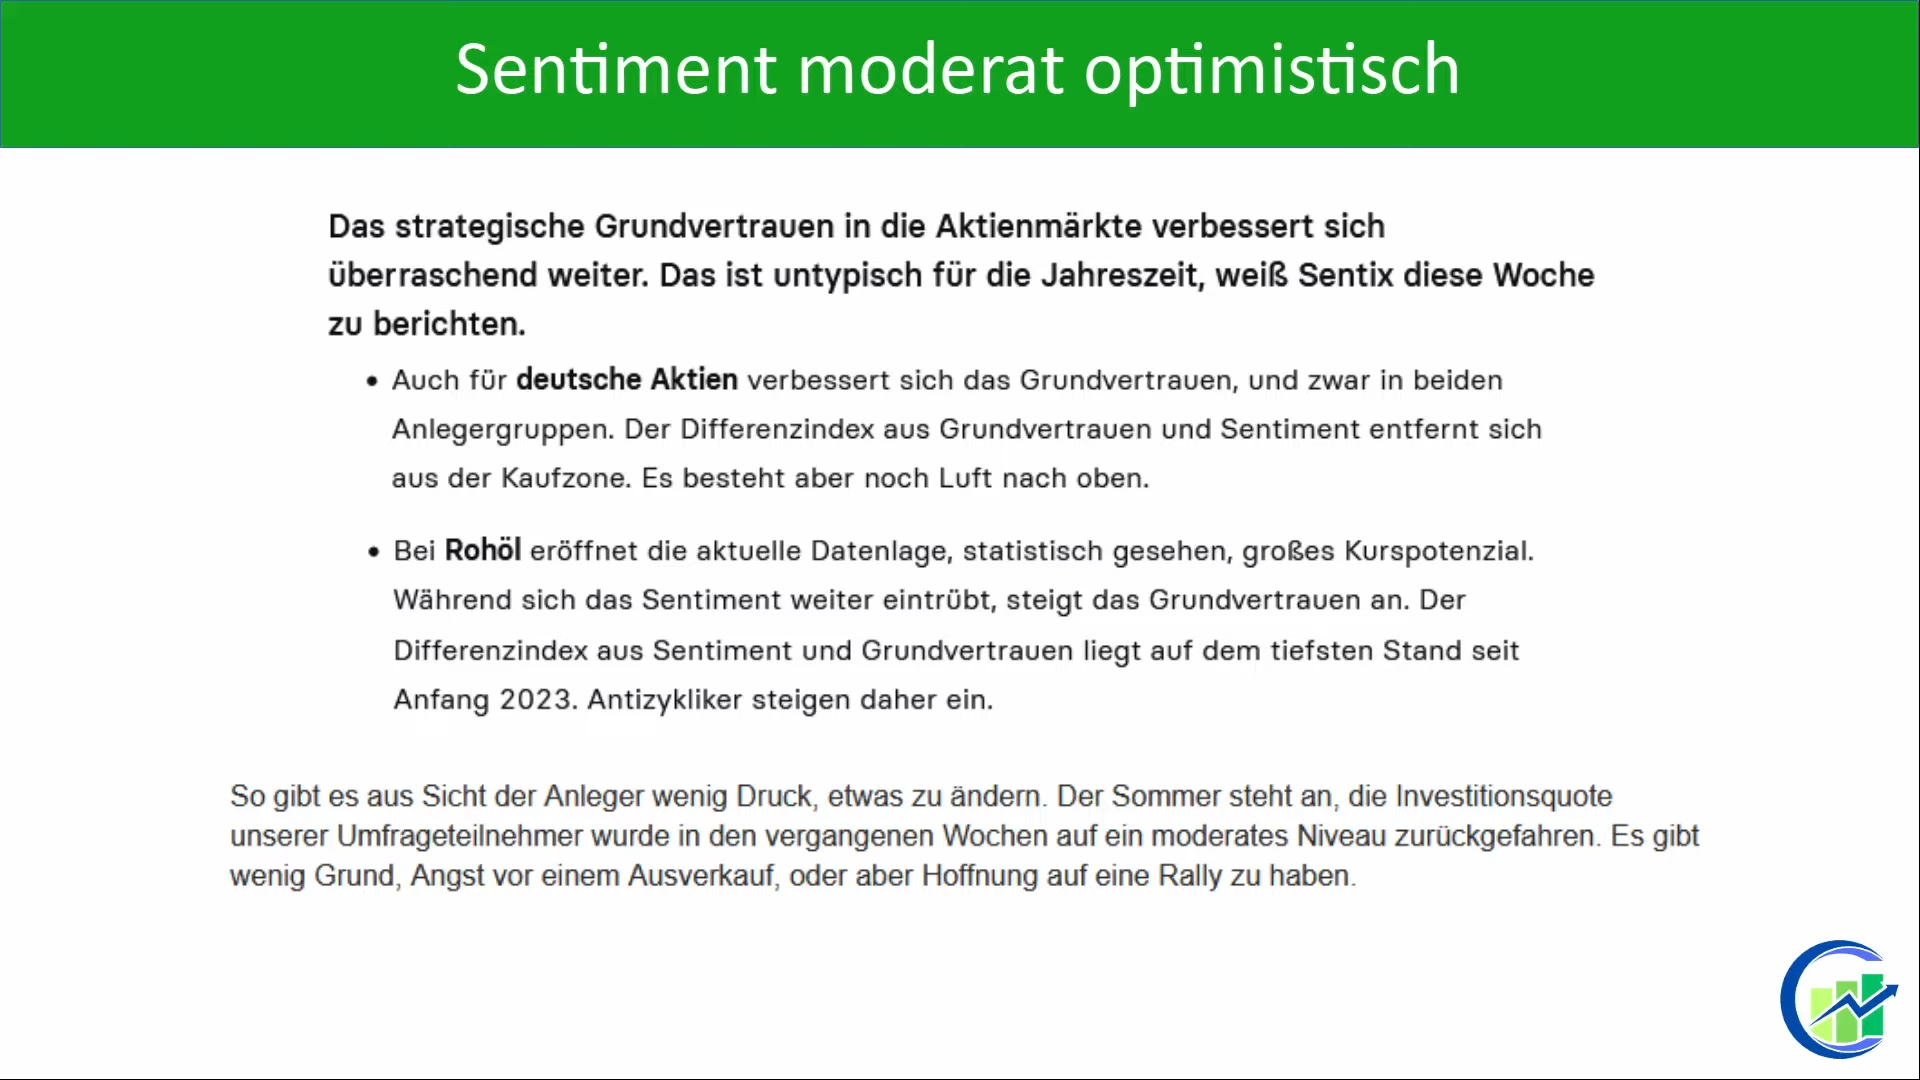 Sentiment moderat optimistisch
Das strategische Grundvertrauen in die Aktienmärkte verbessert sich
überraschend weiter. Das ist untypisch für die Jahreszeit, weiß Sentix diese Woche
zu berichten.
• Auch für deutsche Aktien verbessert sich das Grundvertrauen, und zwar in beiden
Anlegergruppen. Der Differenzindex aus Grundvertrauen und Sentiment entfernt sich
aus der Kaufzone. Es besteht aber noch Luft nach oben.
• Bei Rohöl eröffnet die aktuelle Datenlage, statistisch gesehen, großes Kurspotenzial.
Während sich das Sentiment weiter eintrübt, steigt das Grundvertrauen an. Der
Differenzindex aus Sentiment und Grundvertrauen liegt auf dem tiefsten Stand seit
Anfang 2023. Antizykliker steigen daher ein.
So gibt es aus Sicht der Anleger wenig Druck, etwas zu ändern. Der Sommer steht an, die Investitionsquote
unserer Umfrageteilnehmer wurde in den vergangenen Wochen auf ein moderates Niveau zurückgefahren. Es gibt
wenig Grund, Angst vor einem Ausverkauf, oder aber Hoffnung auf eine Rally zu haben.